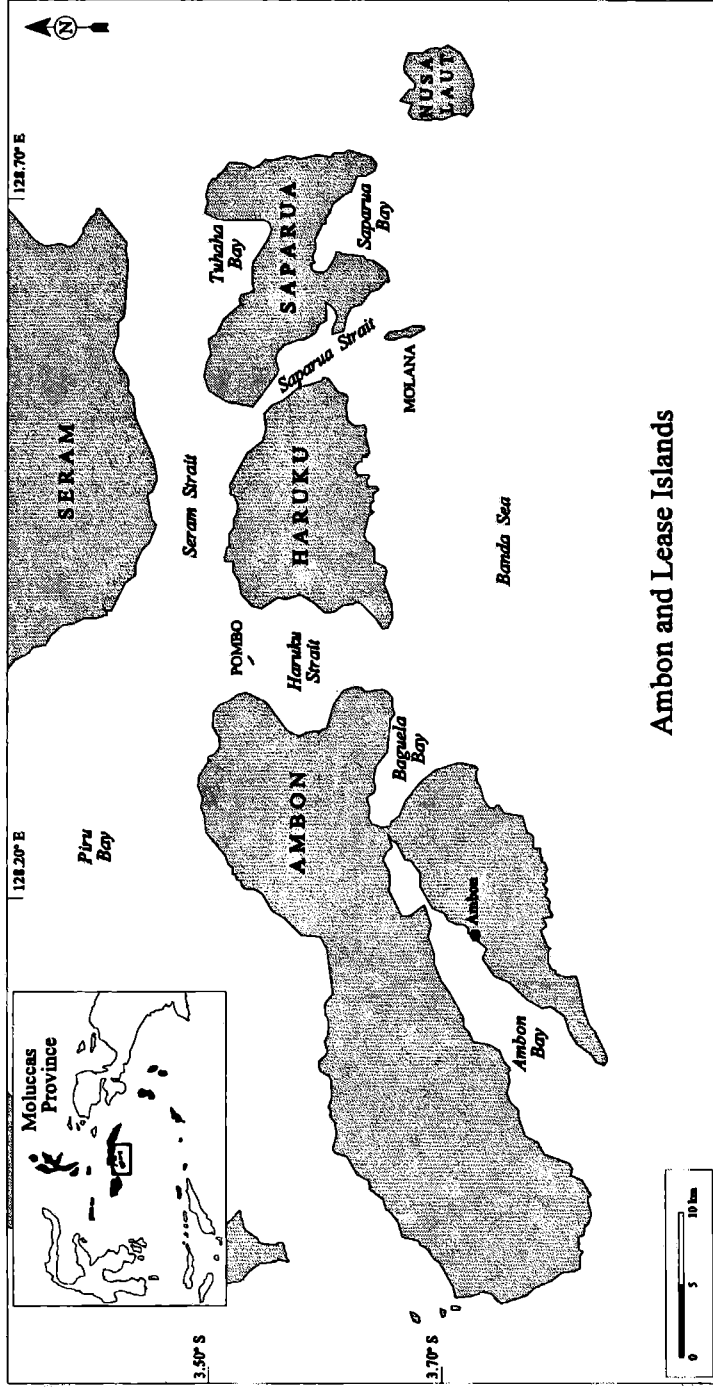 128.20° E
128.70° E
N
Moluccas
Province
Piru
Bay
SERAM
Seram Strait
Tuhaha
Bay
3.50° S
POMBO
Haruku
Strait
AMBON
HARUKU
SAPARUA
Saparua Strait
Saparua
Bay
MOLANA
NUSA
LAUT
Baguela
Bay
3.70° S
Ambon
Ambon
Bay
Banda Sea
0 5 10 km
Ambon and Lease Islands